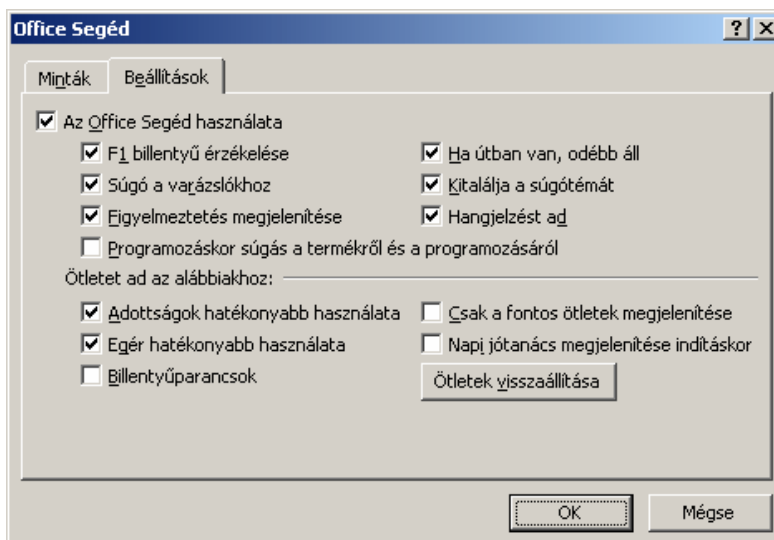 Office Segéd
Minták Beállítások
Az Office Segéd használata
F1 billentyű érzékelése Ha útban van, odébb áll
Súgó a varázslókhoz Kitalálja a súgótémát
Figyelmeztetés megjelenítése Hangjelzést ad
Programozáskor súgás a termékről és a programozásáról
Ötletet ad az alábbiakhoz:
Adottságok hatékonyabb használata Csak a fontos ötletek megjelenítése
Egér hatékonyabb használata Napi jótanács megjelenítése indításkor
Billentyűparancsok Ötletek visszaállítása
OK Mégse